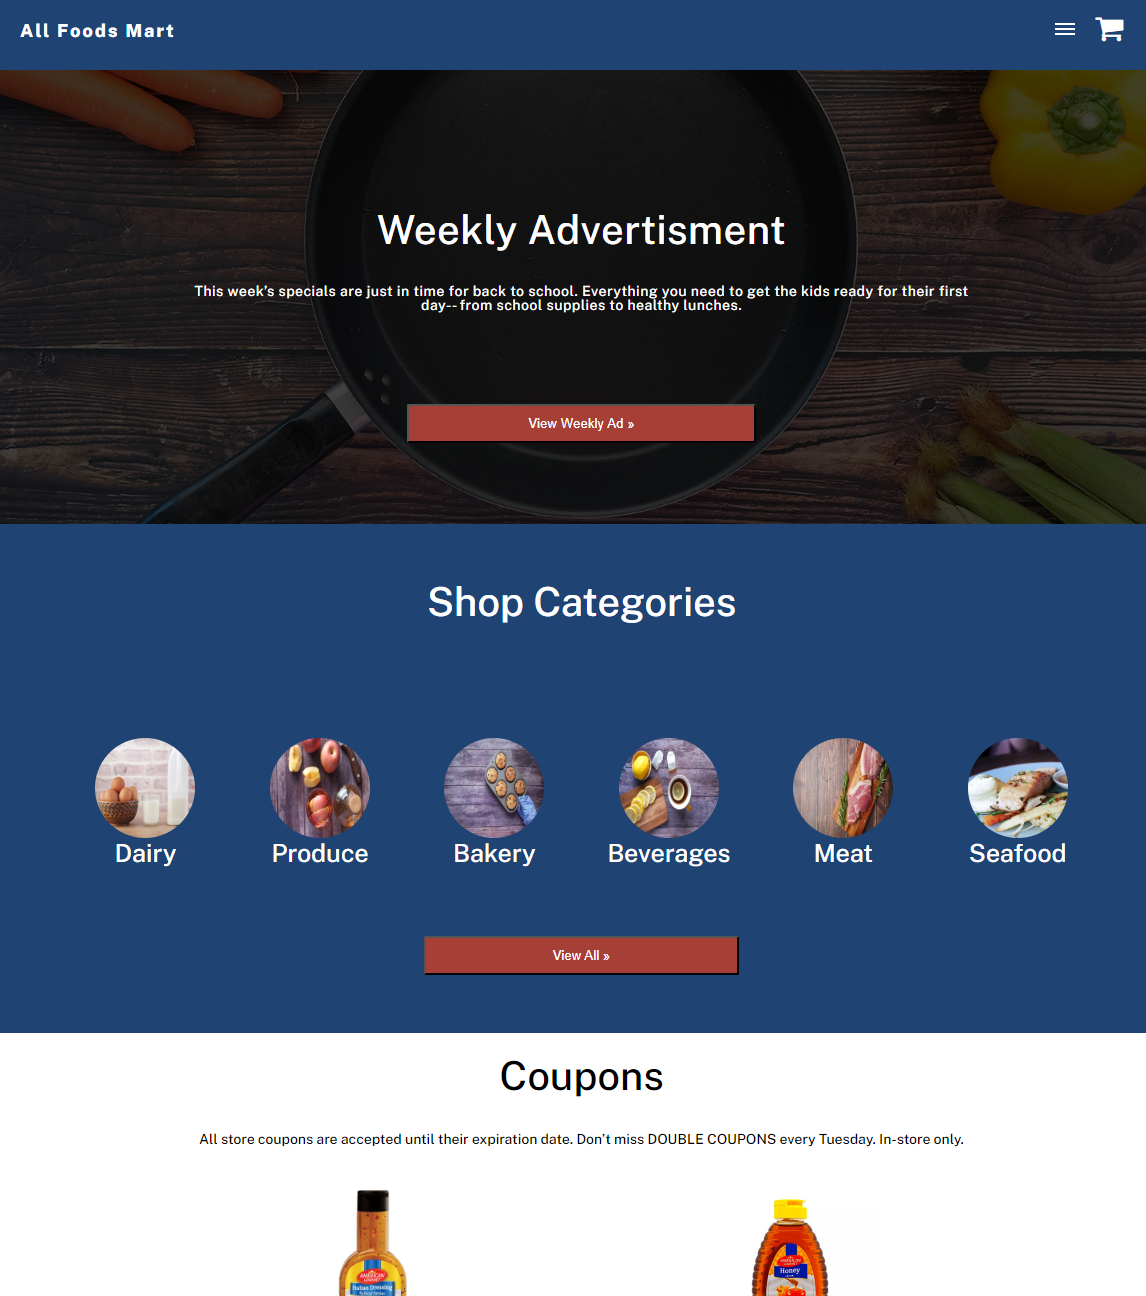 All Foods Mart
Weekly Advertisment
This week's specials are just in time for back to school. Everything you need to get the kids ready for their first
day-- from school supplies to healthy lunches.
View Weekly Ad »
Shop Categories
Dairy
Produce
Bakery
Beverages
Meat
Seafood
View All »
Coupons
All store coupons are accepted until their expiration date. Don't miss DOUBLE COUPONS every Tuesday. In-store only.
AMERICAN
Italian Dressing
AMERICAN
Honey